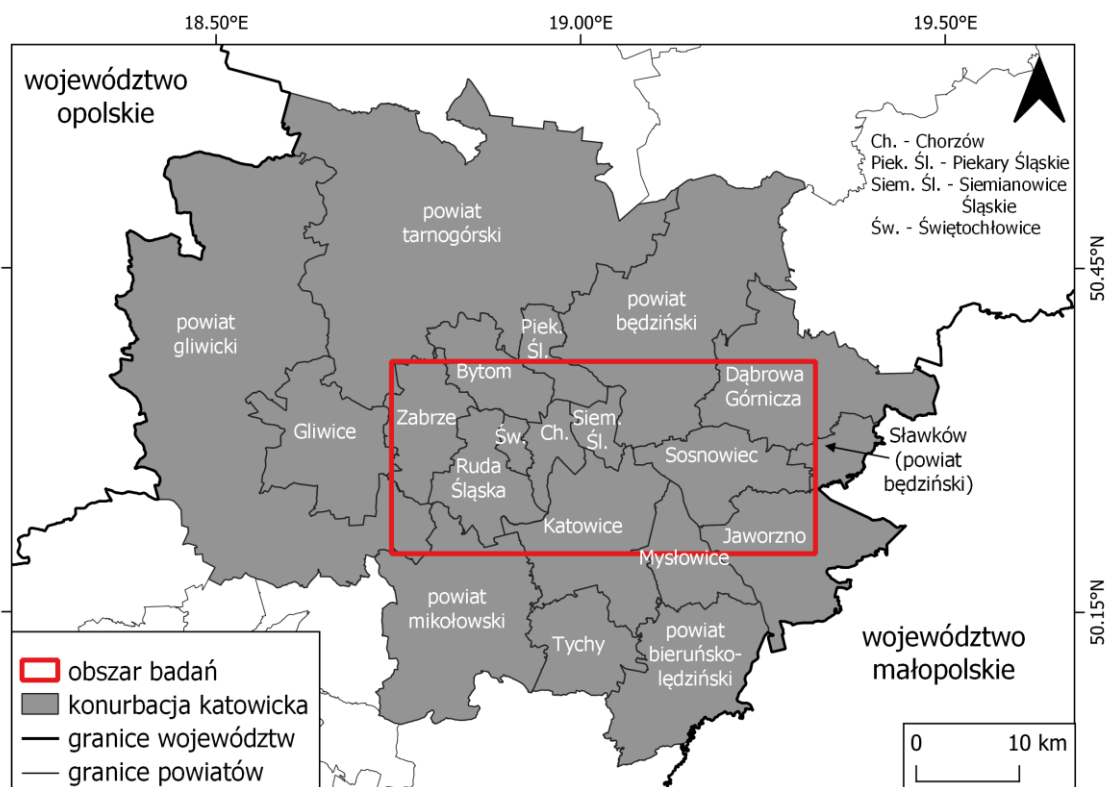 18.50°E
19.00°E
19.50°E
województwo
opolskie
Ch. - Chorzów
Piek. Śl. - Piekary Śląskie
Siem. Śl. - Siemianowice
Śląskie
Św. - Świętochłowice
powiat
tarnogórski
50.45°N
powiat
gliwicki
powiat
będziński
Piek.
Śl.
Bytom
Dąbrowa
Górnicza
Zabrze
Gliwice
Św.
Ch.
Siem.
Śl.
Sosnowiec
Sławków
(powiat
będziński)
Ruda
Śląska
Katowice
Jaworzno
Mysłowice
powiat
mikołowski
Tychy
powiat
bieruńsko-
lędziński
50.15°N
województwo
małopolskie
obszar badań
konurbacja katowicka
granice województw
granice powiatów
0 10 km